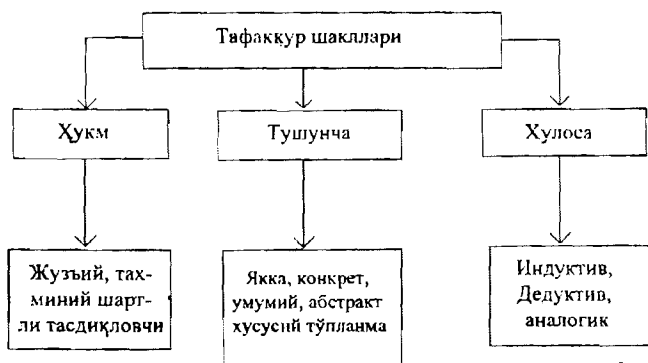 Тафаккур шакллари
Ҳукм
Тушунча
Хулоса
Жузъий, тах-
миний шарт-
ли тасдиқловчи
Якка, конкрет,
умумий, абстракт
хусусий тўпланма
Индуктив,
Дедуктив,
аналогик